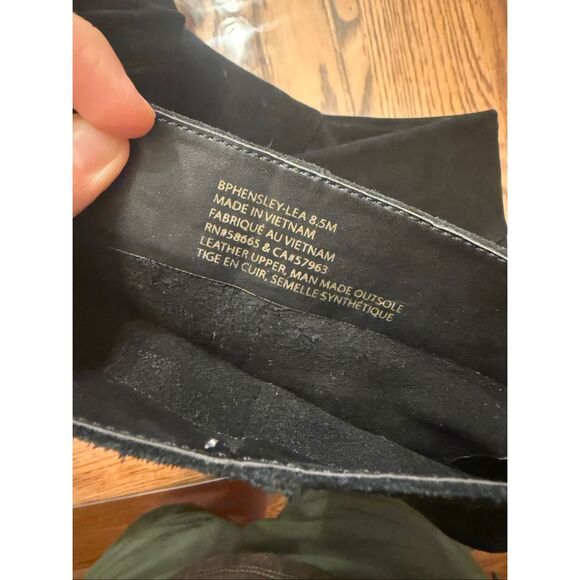 BPHENSLEY-LEA 8,5M
MADE IN VIETNAM
FABRIQUÉ AU VIETNAM
RN#58665 & CA#57963
LEATHER UPPER, MAN MADE OUTSOLE
TIGE EN CUIR, SEMELLE SYNTHÉTIQUE